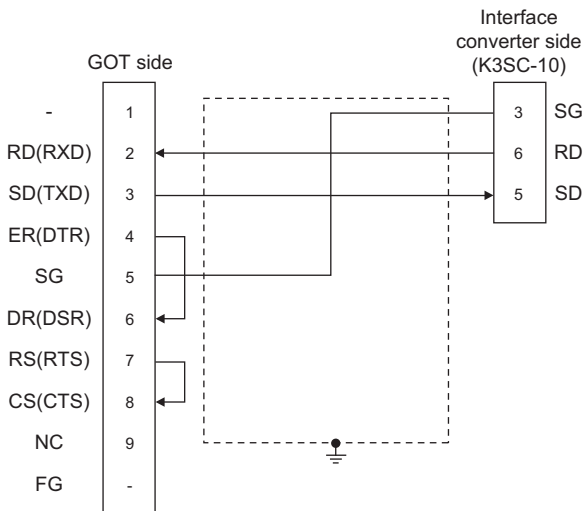 Interface
converter side
(K3SC-10)
GOT side
- 1
RD(RXD) 2
SD(TXD) 3
ER(DTR) 4
SG 5
DR(DSR) 6
RS(RTS) 7
CS(CTS) 8
NC 9
FG -
3 SG
6 RD
5 SD